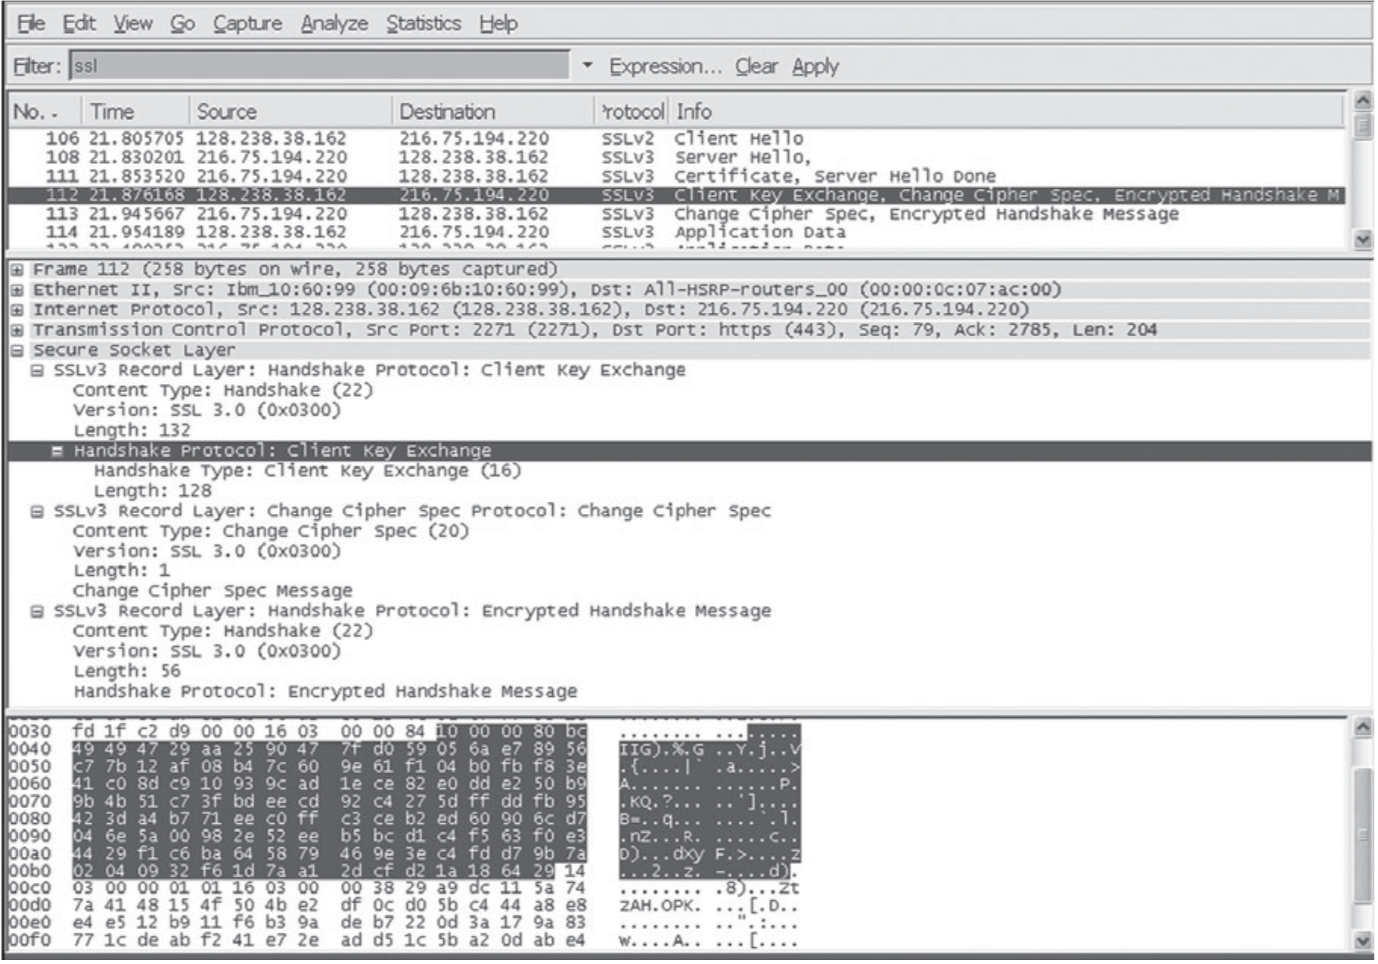 File Edit View Go Capture Analyze Statistics Help
Filter: ssl Expression... Clear Apply
No. - Time Source Destination Protocol Info
106 21.805705 128.238.38.162 216.75.194.220 SSLv2 Client Hello
108 21.830201 216.75.194.220 128.238.38.162 SSLv3 Server Hello,
111 21.853520 216.75.194.220 128.238.38.162 SSLv3 Certificate, Server Hello Done
112 21.876168 128.238.38.162 216.75.194.220 SSLv3 Client Key Exchange, Change Cipher Spec, Encrypted Handshake M
113 21.945667 216.75.194.220 128.238.38.162 SSLv3 Change Cipher Spec, Encrypted Handshake Message
114 21.954189 128.238.38.162 216.75.194.220 SSLv3 Application Data
Frame 112 (258 bytes on wire, 258 bytes captured)
Ethernet II, Src: Ibm_10:60:99 (00:09:6b:10:60:99), Dst: All-HSRP-routers_00 (00:00:0c:07:ac:00)
Internet Protocol, Src: 128.238.38.162 (128.238.38.162), Dst: 216.75.194.220 (216.75.194.220)
Transmission Control Protocol, Src Port: 2271 (2271), Dst Port: https (443), Seq: 79, Ack: 2785, Len: 204
Secure Socket Layer
SSLv3 Record Layer: Handshake Protocol: Client Key Exchange
Content Type: Handshake (22)
Version: SSL 3.0 (0x0300)
Length: 132
Handshake Protocol: Client Key Exchange
Handshake Type: Client Key Exchange (16)
Length: 128
SSLv3 Record Layer: Change Cipher Spec Protocol: Change Cipher Spec
Content Type: Change Cipher Spec (20)
Version: SSL 3.0 (0x0300)
Length: 1
Change Cipher Spec Message
SSLv3 Record Layer: Handshake Protocol: Encrypted Handshake Message
Content Type: Handshake (22)
Version: SSL 3.0 (0x0300)
Length: 56
Handshake Protocol: Encrypted Handshake Message
0030 fd 1f c2 d9 00 00 16 03 00 00 84 10 00 00 80 bc ........ ........
0040 49 49 47 29 aa 25 90 47 7f d0 59 05 6a e7 89 56 IIG).%.G ..Y.j..V
0050 c7 7b 12 af 08 b4 7c 60 9e 61 f1 04 b0 fb f8 3e .{....|` .a.....>
0060 41 c0 8d c9 10 93 9c ad 1e ce 82 e0 dd e2 50 b9 A....... ......P.
0070 9b 4b 51 c7 3f bd ee cd 92 c4 27 5d ff dd fb 95 .KQ.?... ..']....
0080 42 3d a4 b7 71 ee c0 ff c3 ce b2 ed 60 90 6c d7 B=..q... ....`.l.
0090 04 6e 5a 00 98 2e 52 ee b5 bc d1 c4 f5 63 f0 e3 .nZ...R. .....c..
00a0 44 29 f1 c6 ba 64 58 79 46 9e 3e c4 fd d7 9b 7a D)...dXy F.>....z
00b0 02 04 09 32 f6 1d 7a a1 2d cf d2 1a 18 64 29 14 ...2..z. -....d).
00c0 03 00 00 01 01 16 03 00 00 38 29 a9 dc 11 5a 74 ........ .8)...Zt
00d0 7a 41 48 15 4f 50 4b e2 df 0c d0 5b c4 44 a8 e8 zAH.OPK. ...[.D..
00e0 e4 e5 12 b9 11 f6 b3 9a de b7 22 0d 3a 17 9a 83 ........ ..".:...
00f0 77 1c de ab f2 41 e7 2e ad d5 1c 5b a2 0d ab e4 w....A.. ...[....